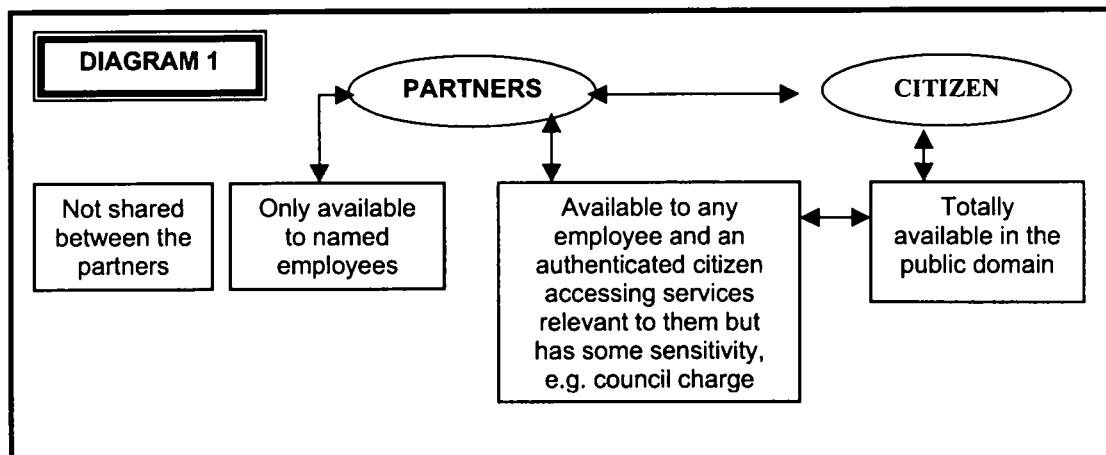 DIAGRAM 1
PARTNERS
CITIZEN
Not shared
between the
partners
Only available
to named
employees
Available to any
employee and an
authenticated citizen
accessing services
relevant to them but
has some sensitivity,
e.g. council charge
Totally
available in the
public domain